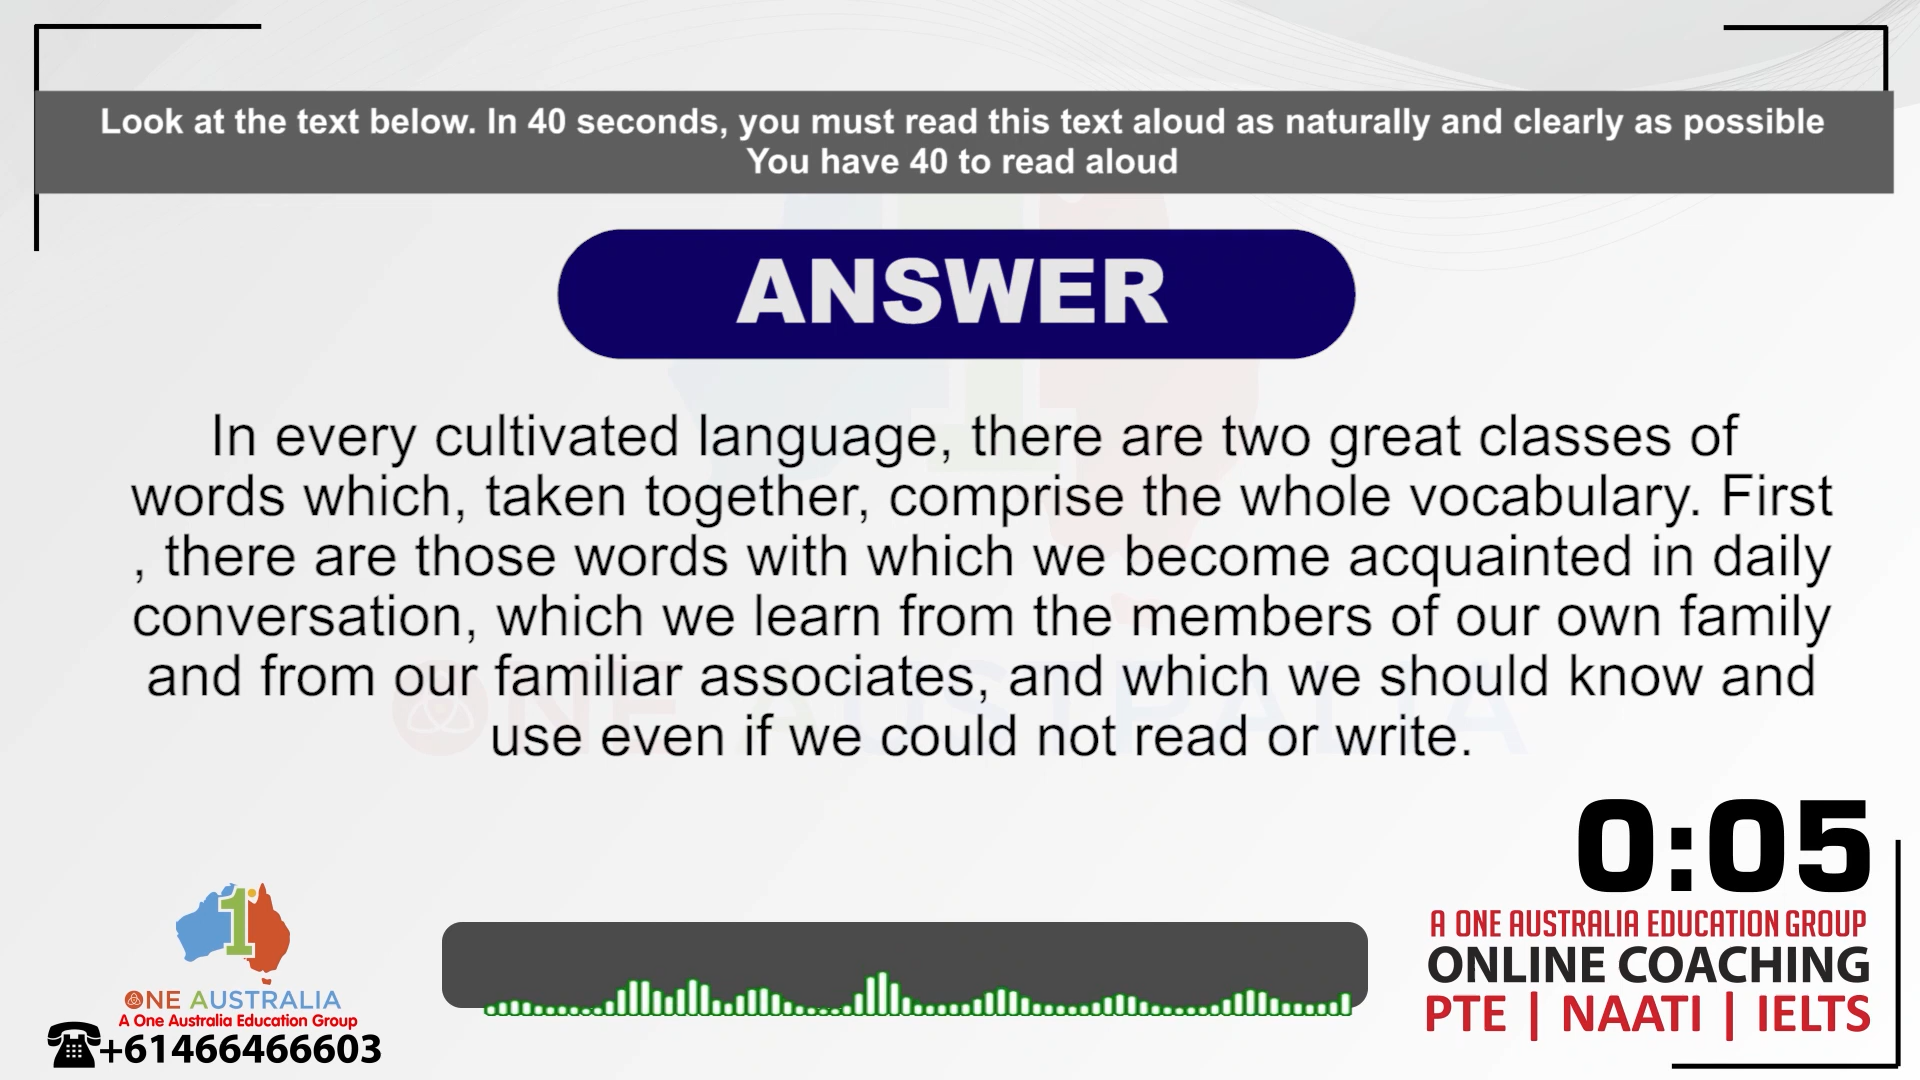 Look at the text below. In 40 seconds, you must read this text aloud as naturally and clearly as possible
You have 40 to read aloud
ANSWER
In every cultivated language, there are two great classes of
words which, taken together, comprise the whole vocabulary. First
, there are those words with which we become acquainted in daily
conversation, which we learn from the members of our own family
and from our familiar associates, and which we should know and
use even if we could not read or write.
ONE AUSTRALIA
0:05
A ONE AUSTRALIA EDUCATION GROUP
ONLINE COACHING
PTE | NAATI | IELTS
1
ONE AUSTRALIA
A One Australia Education Group
+61466466603